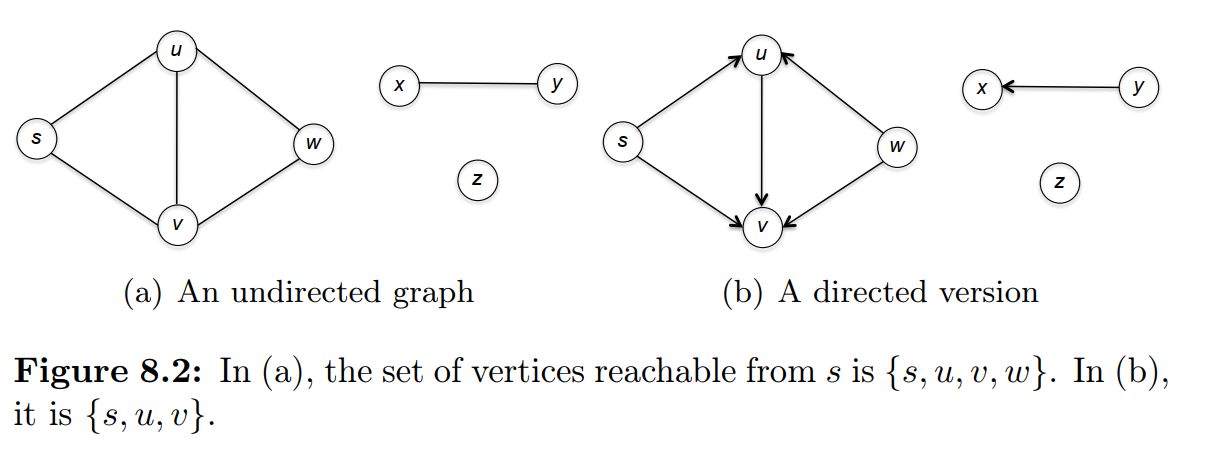 u
x
y
s
w
z
v
u
x
y
s
w
z
v
(a) An undirected graph
(b) A directed version
Figure 8.2: In (a), the set of vertices reachable from s is {s, u, v, w}. In (b),
it is {s, u, v}.